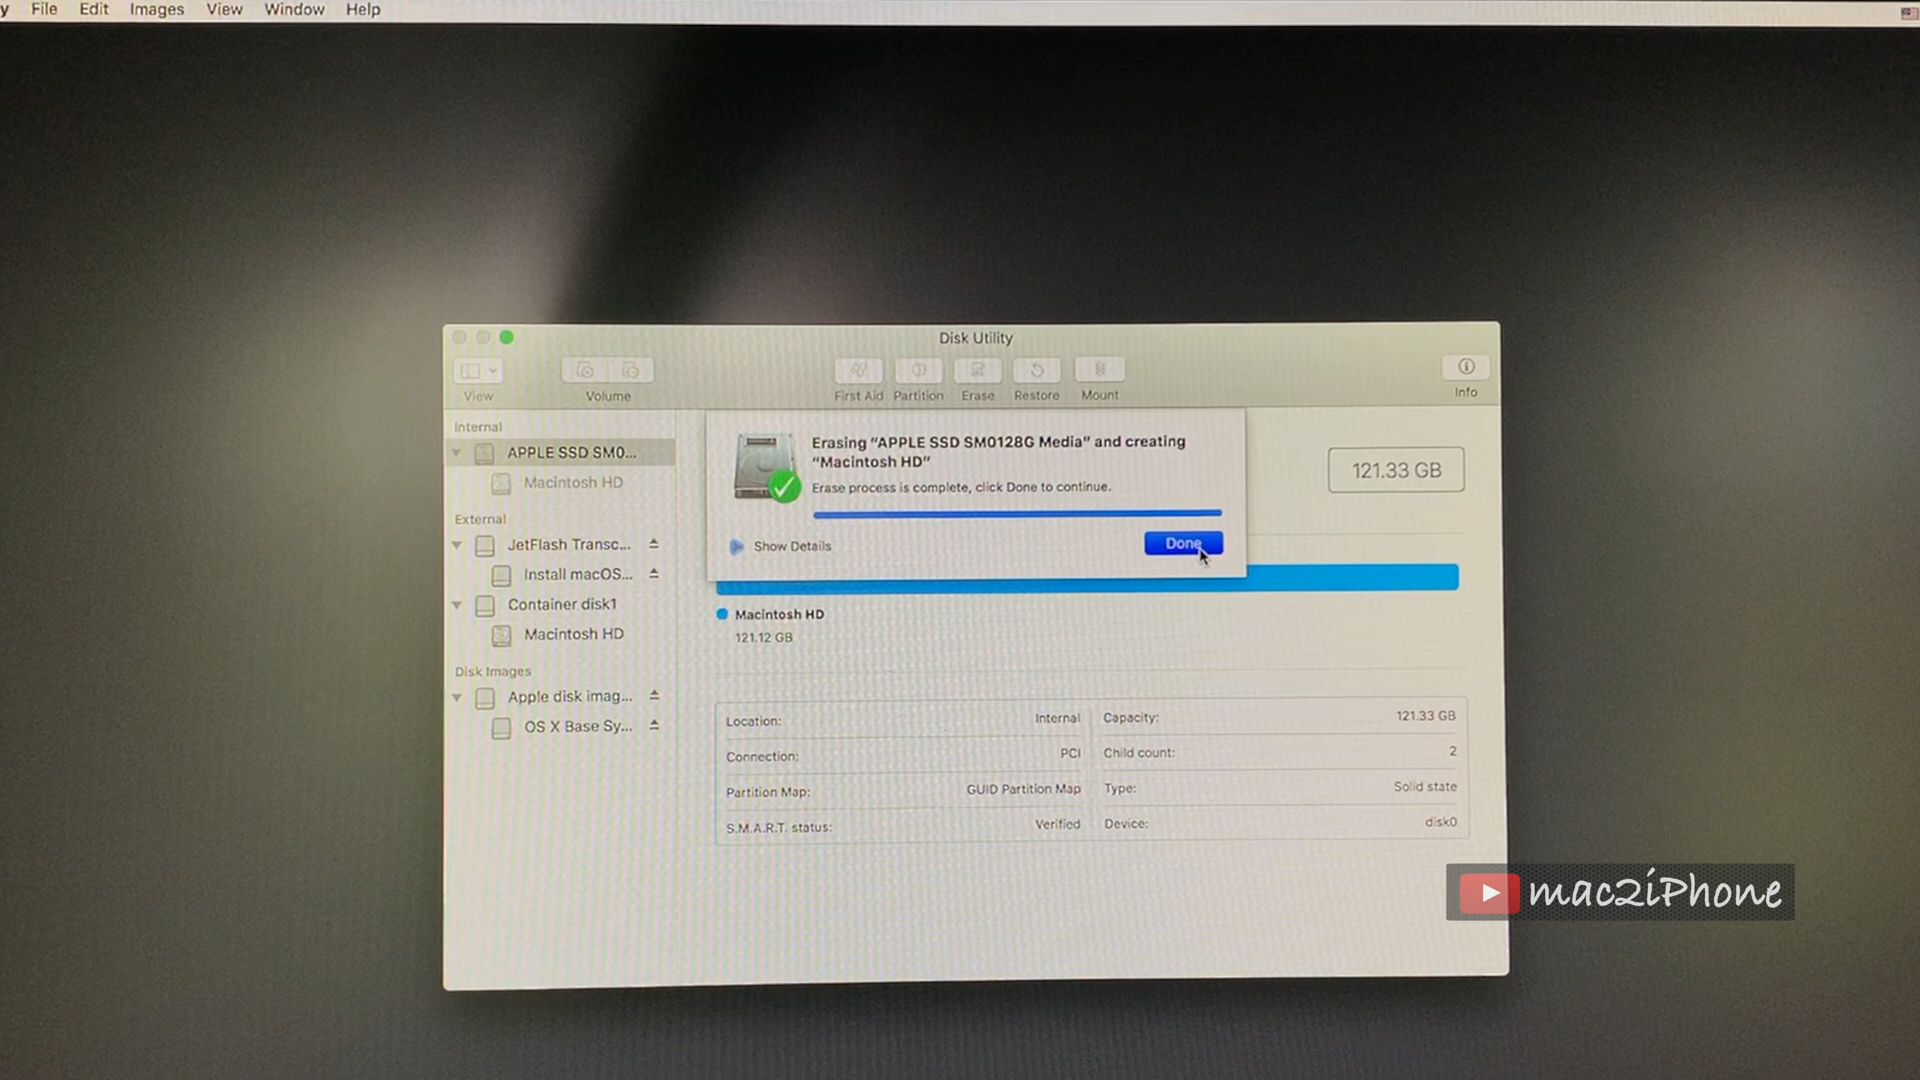 y File Edit Images View Window Help
Disk Utility
View
Volume
First Aid Partition Erase Restore Mount
Info
Internal
APPLE SSD SM0...
Macintosh HD
External
JetFlash Transc...
Install macOS...
Container disk1
Macintosh HD
Disk Images
Apple disk imag...
OS X Base Sy...
Erasing “APPLE SSD SM0128G Media” and creating
“Macintosh HD”
Erase process is complete, click Done to continue.
Show Details
Done
121.33 GB
Macintosh HD
121.12 GB
Location: Internal
Capacity: 121.33 GB
Connection: PCI
Child count: 2
Partition Map: GUID Partition Map
Type: Solid state
S.M.A.R.T. status: Verified
Device: disk0
mac2iPhone